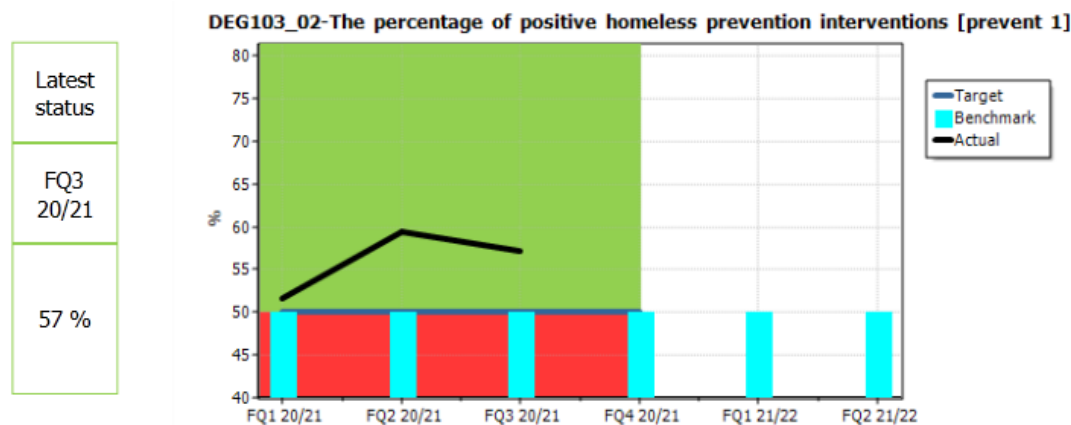 DEG103_02-The percentage of positive homeless prevention interventions [prevent 1]
Latest
status
FQ3
20/21
57 %
%
80
75
70
65
60
55
50
45
40
FQ1 20/21
FQ2 20/21
FQ3 20/21
FQ4 20/21
FQ1 21/22
FQ2 21/22
Target
Benchmark
Actual